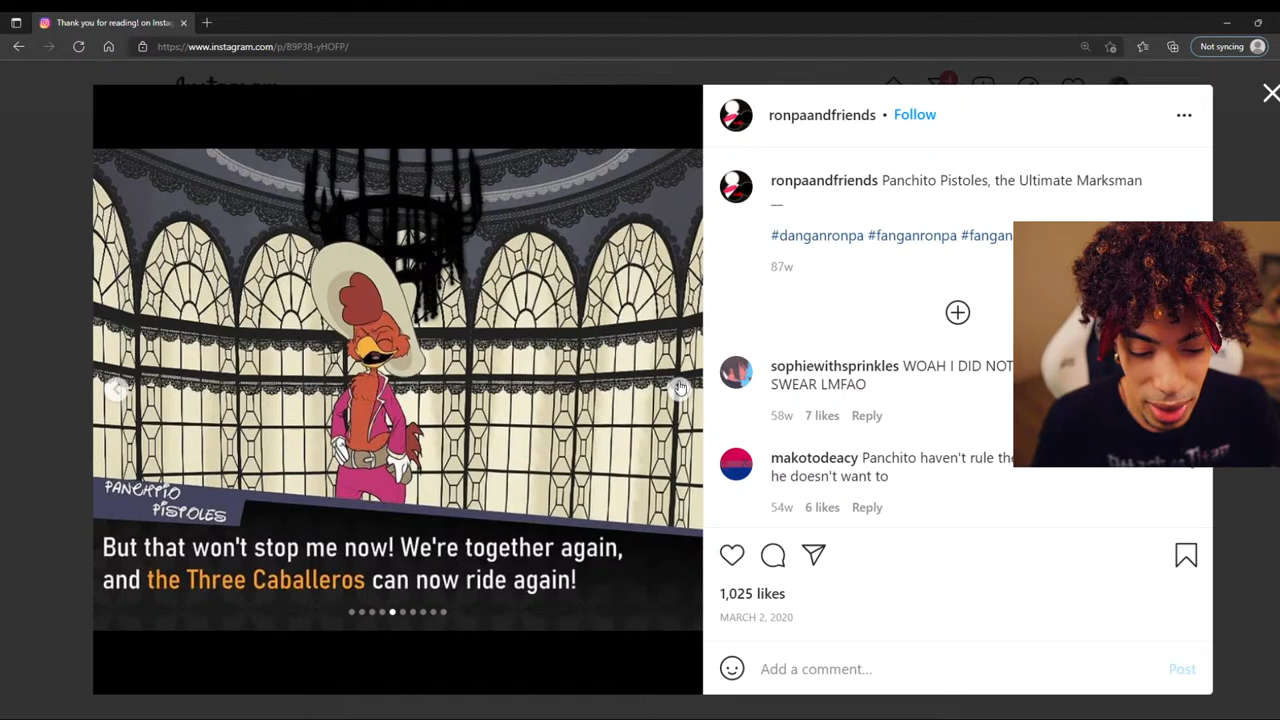 Thank you for reading! on Instag
https://www.instagram.com/p/B9P38-yHOFP/
Not syncing
Instagram
4
ronpaandfriends • Follow
ronpaandfriends Panchito Pistoles, the Ultimate Marksman
—
#danganronpa #fanganronpa #fangan
87w
sophiewithsprinkles WOAH I DID NOT
SWEAR LMFAO
58w 7 likes Reply
makotodeacy Panchito haven't rule the
he doesn't want to
54w 6 likes Reply
PANCHITO
PISTOLES
But that won't stop me now! We're together again,
and the Three Caballeros can now ride again!
1,025 likes
MARCH 2, 2020
Add a comment...
Post